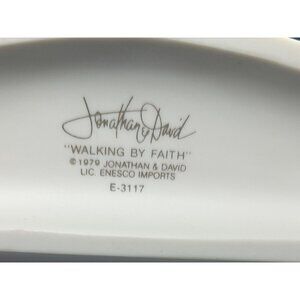 Jonathan & David
"WALKING BY FAITH"
© 1979 JONATHAN & DAVID
LIC. ENESCO IMPORTS
E-3117